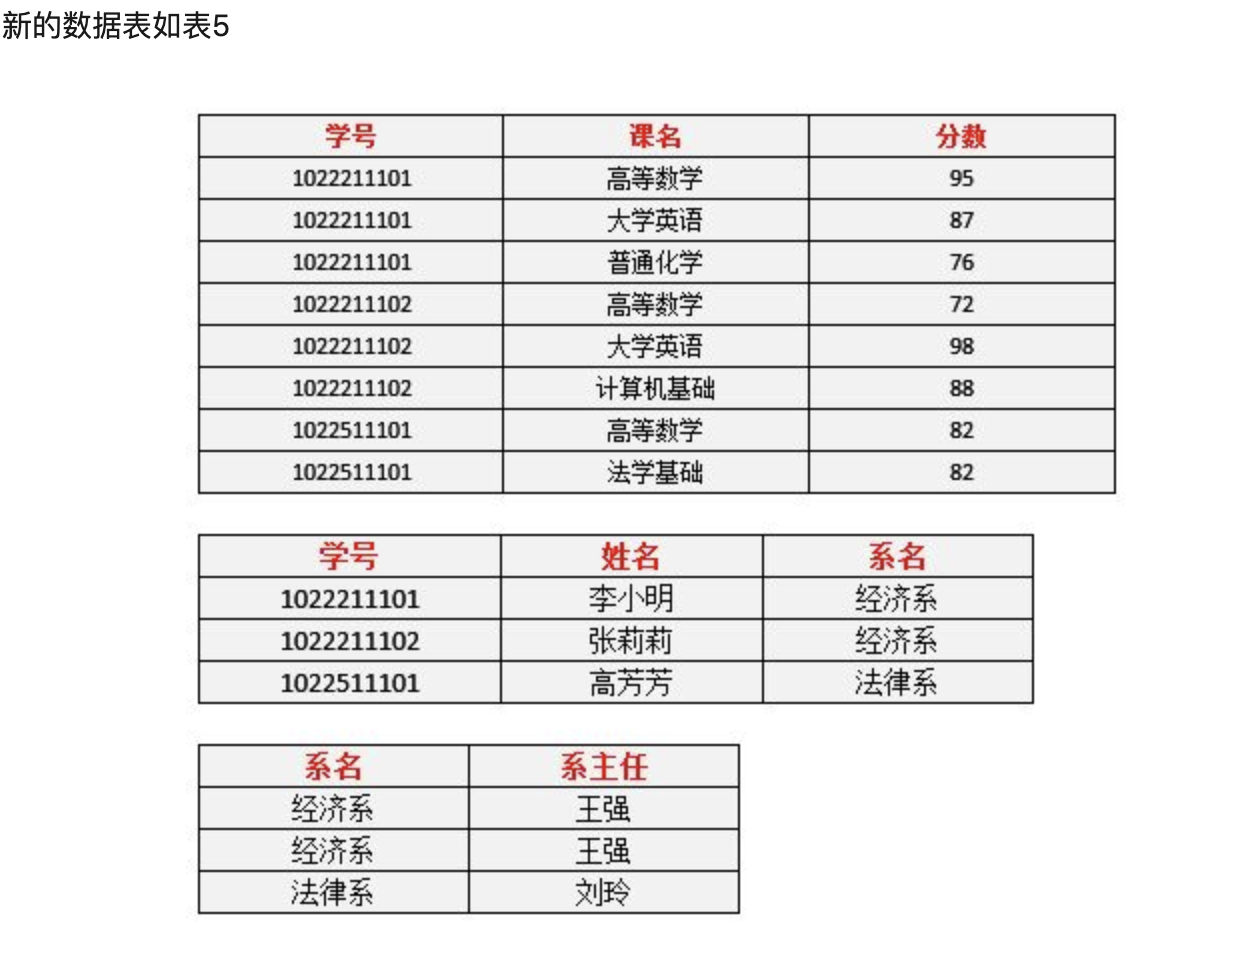 新的数据表如表5
学号 课名 分数
1022211101 高等数学 95
1022211101 大学英语 87
1022211101 普通化学 76
1022211102 高等数学 72
1022211102 大学英语 98
1022211102 计算机基础 88
1022511101 高等数学 82
1022511101 法学基础 82
学号 姓名 系名
1022211101 李小明 经济系
1022211102 张莉莉 经济系
1022511101 高芳芳 法律系
系名 系主任
经济系 王强
经济系 王强
法律系 刘玲